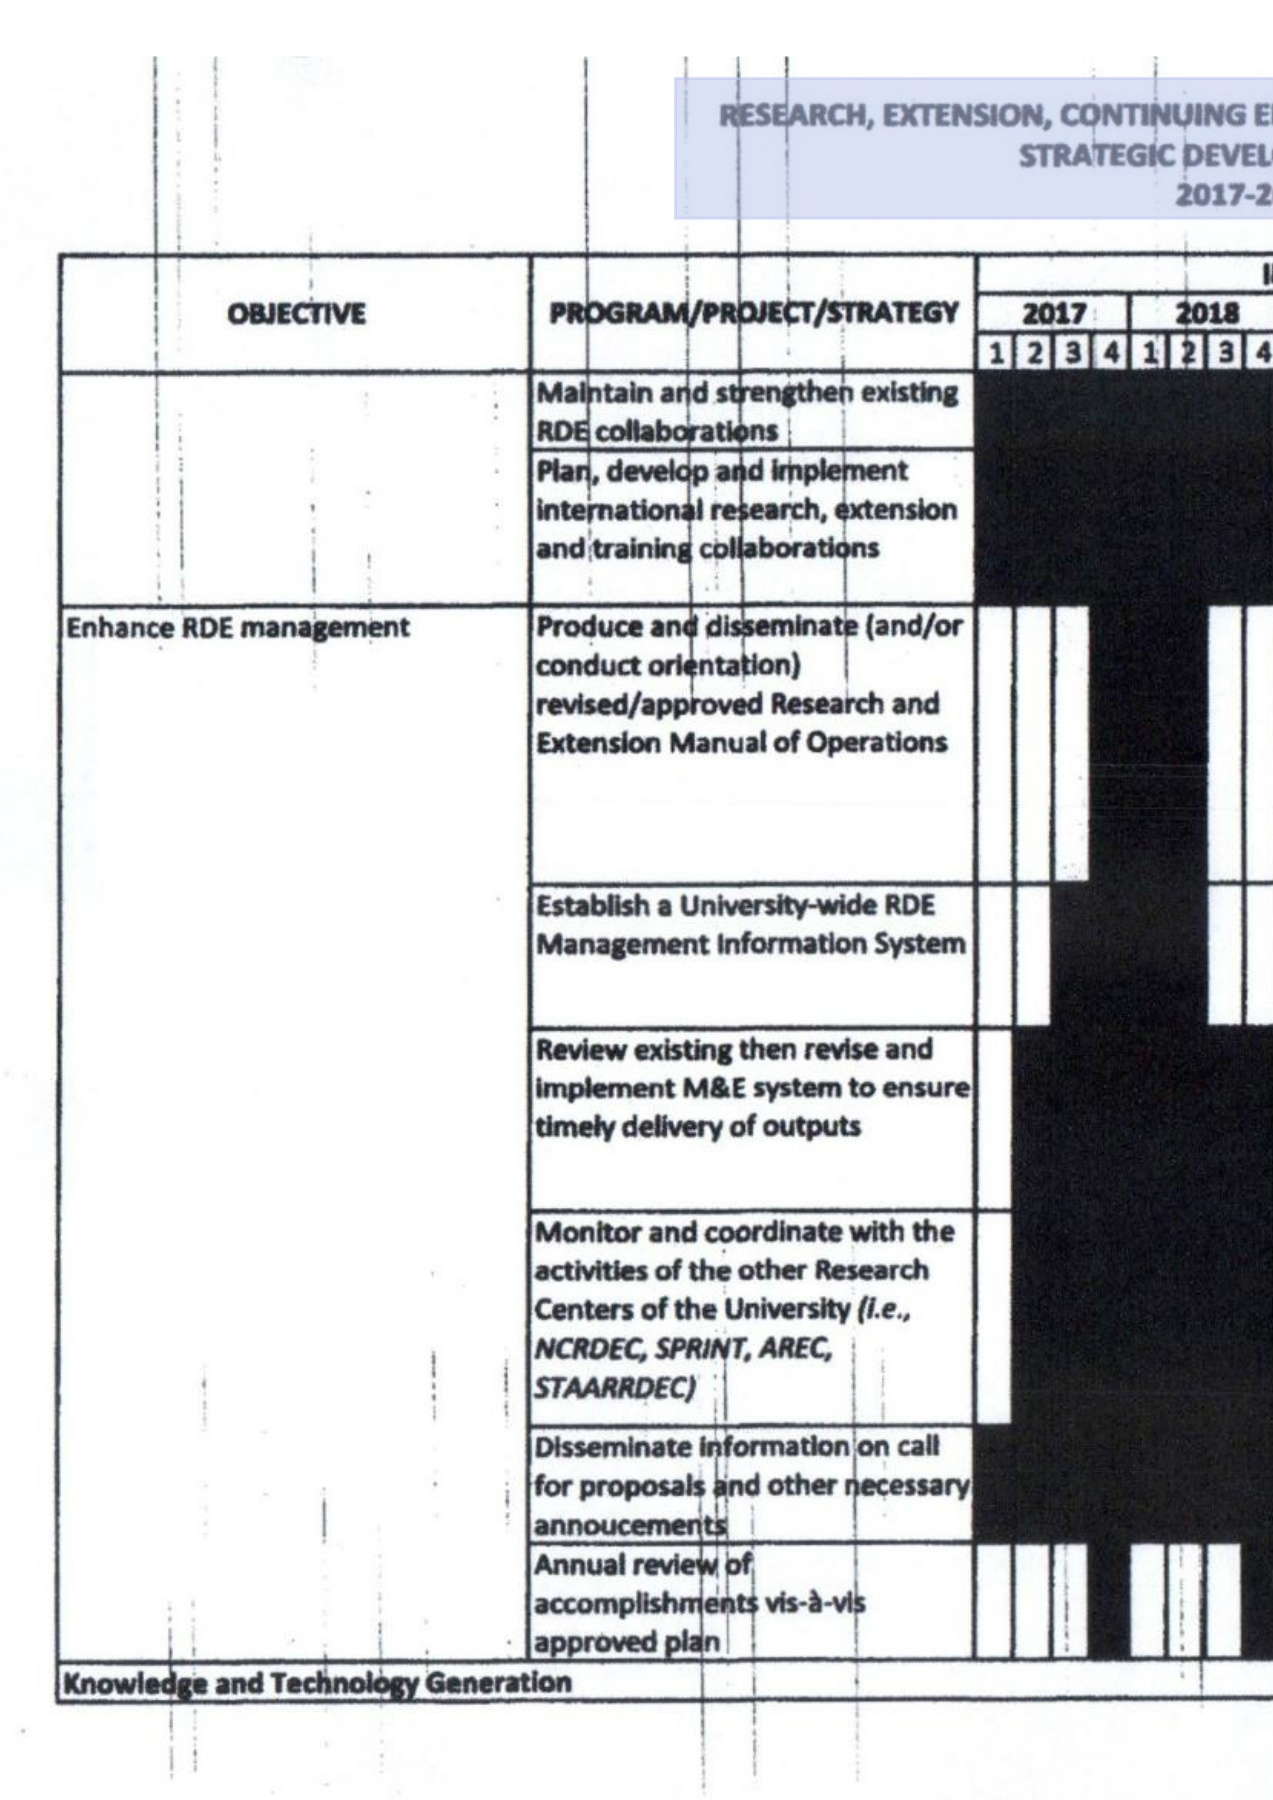 RESEARCH, EXTENSION, CONTINUING
STRATEGIC
2017-
OBJECTIVE
PROGRAM/PROJECT/STRATEGY
2017
2018
1 2 3 4 1 2 3 4
Maintain and strengthen existing
RDE collaborations
Plan, develop and implement
international research, extension
and training collaborations
Enhance RDE management
Produce and disseminate (and/or
conduct orientation)
revised/approved Research and
Extension Manual of Operations
Establish a University-wide RDE
Management Information System
Review existing then revise and
implement M&E system to ensure
timely delivery of outputs
Monitor and coordinate with the
activities of the other Research
Centers of the University (i.e.,
NCRDEC, SPRINT, AREC,
STAARRDEC)
Disseminate information on call
for proposals and other necessary
annoucements
Annual review of
accomplishments vis-à-vis
approved plan
Knowledge and Technology Generation